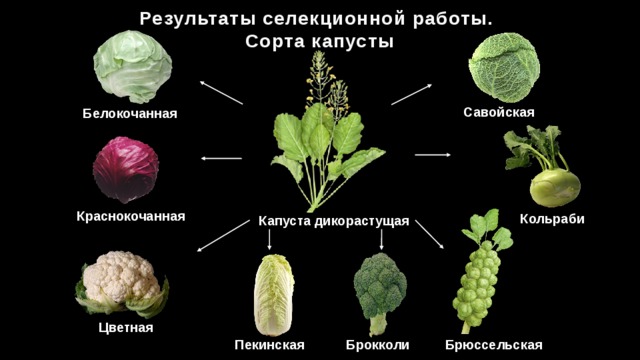 Результаты селекционной работы.
Сорта капусты
Белокочанная
Савойская
Краснокочанная
Капуста дикорастущая
Кольраби
Цветная
Пекинская
Брокколи
Брюссельская